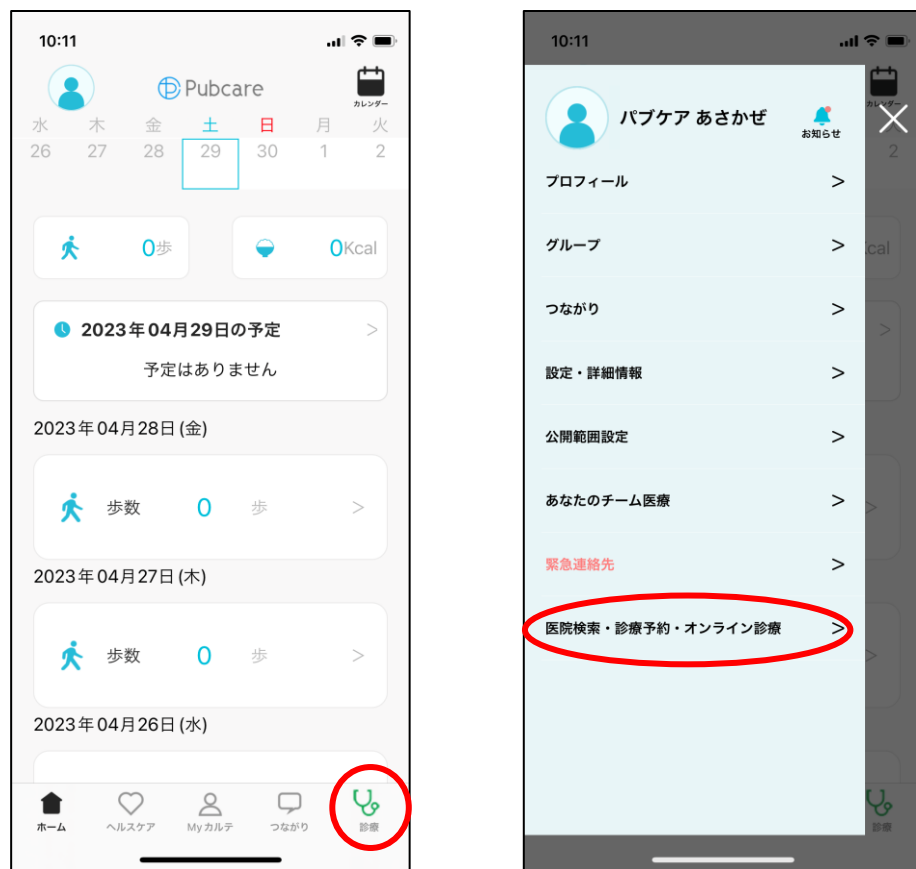 10:11
Pubcare
カレンダー
水 木 金 土 日 月 火
26 27 28 29 30 1 2
0歩 0Kcal
2023年04月29日の予定 >
予定はありません
2023年04月28日(金)
歩数 0 歩 >
2023年04月27日(木)
歩数 0 歩 >
2023年04月26日(水)
ホーム ヘルスケア Myカルテ つながり 診療
10:11
カレンダー
パブケア あさかぜ
お知らせ
火
2
プロフィール >
グループ >
cal
つながり >
>
設定・詳細情報 >
公開範囲設定 >
あなたのチーム医療 >
>
緊急連絡先 >
医院検索・診療予約・オンライン診療 >
>
診療